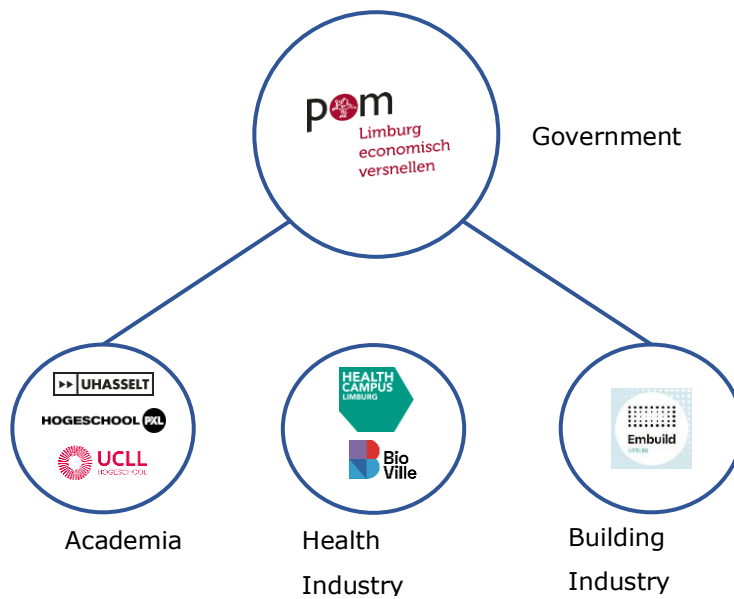 pom
Limburg
economisch
versnellen
Government
UHASSELT
HOGESCHOOL PXL
UCLL
HOGESCHOOL
HEALTH
CAMPUS
LIMBURG
Bio
Ville
Embuild
LIMBURG
Academia
Health
Industry
Building
Industry